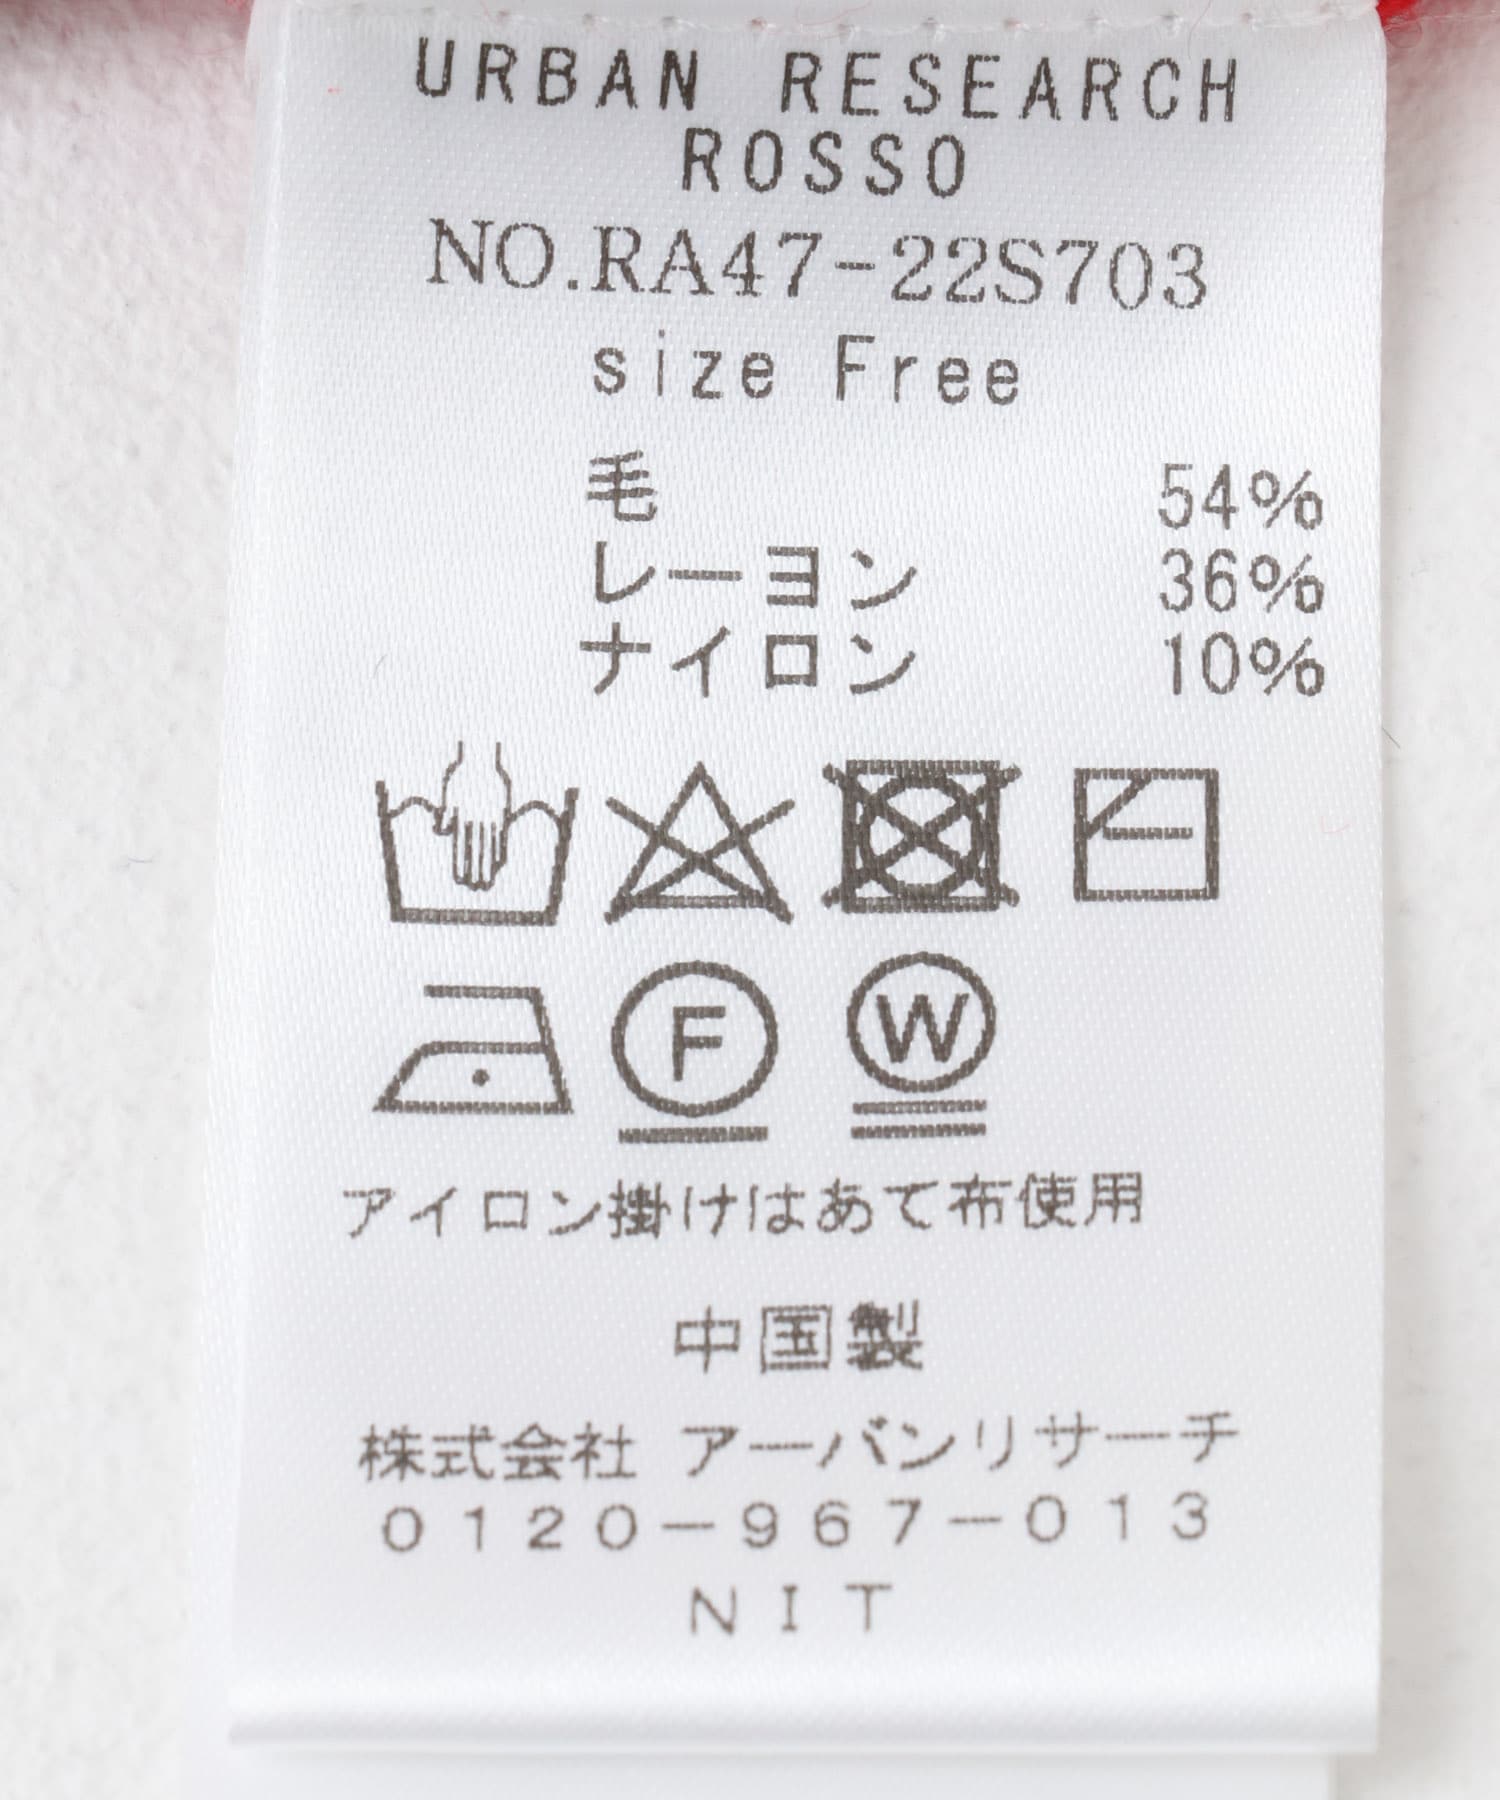 URBAN RESEARCH
ROSSO
NO.RA47-22S703
size Free
毛 54%
レーヨン 36%
ナイロン 10%
F W
アイロン掛けはあて布使用
中国製
株式会社 アーバンリサーチ
0120-967-013
NIT